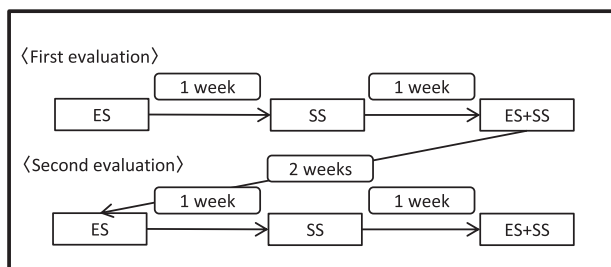 〈First evaluation〉
1 week 1 week
ES SS ES+SS
〈Second evaluation〉
2 weeks
1 week 1 week
ES SS ES+SS